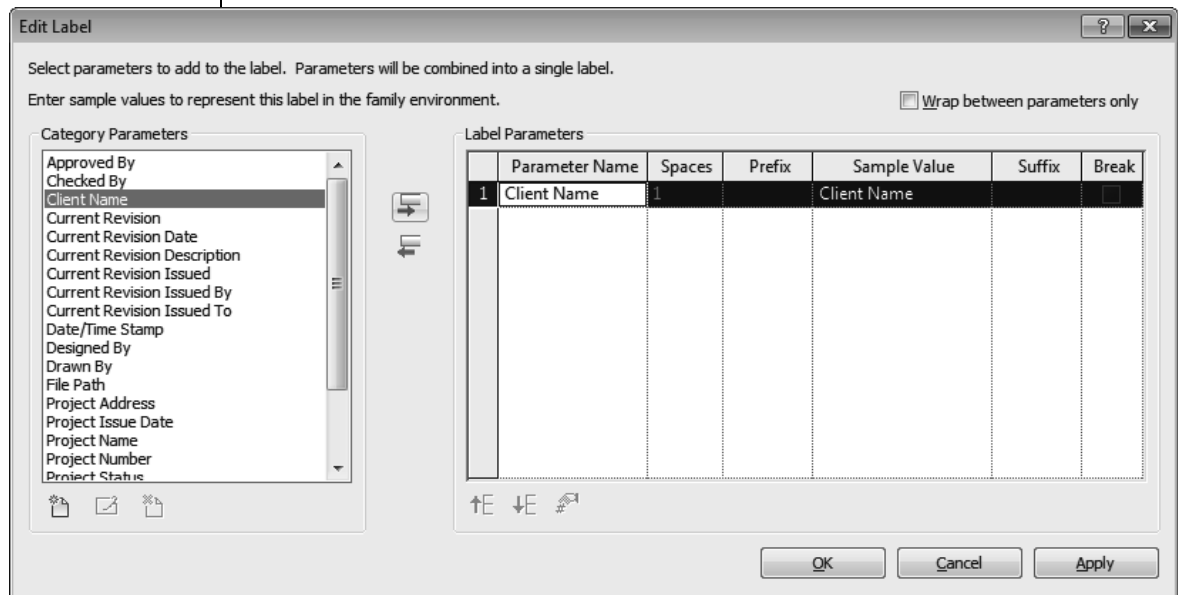 Edit Label
Select parameters to add to the label. Parameters will be combined into a single label.
Enter sample values to represent this label in the family environment.
Wrap between parameters only
Category Parameters
Approved By
Checked By
Client Name
Current Revision
Current Revision Date
Current Revision Description
Current Revision Issued
Current Revision Issued By
Current Revision Issued To
Date/Time Stamp
Designed By
Drawn By
File Path
Project Address
Project Issue Date
Project Name
Project Number
Project Status
Label Parameters
Parameter Name Spaces Prefix Sample Value Suffix Break
1 Client Name 1 Client Name
OK Cancel Apply